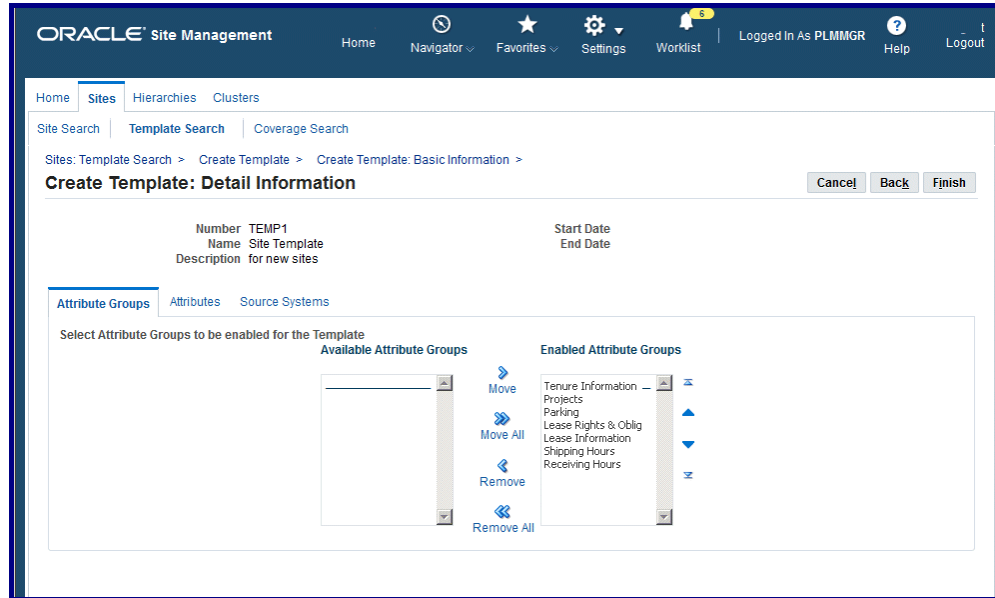 ORACLE® Site Management
Home
Navigator
Favorites
Settings
6
Worklist
Logged In As PLMMGR
?
Help
t
Logout
Home Sites Hierarchies Clusters
Site Search Template Search Coverage Search
Sites: Template Search > Create Template > Create Template: Basic Information >
Create Template: Detail Information
Cancel Back Finish
Number TEMP1
Name Site Template
Description for new sites
Start Date
End Date
Attribute Groups Attributes Source Systems
Select Attribute Groups to be enabled for the Template
Available Attribute Groups
Move
Move All
Remove
Remove All
Enabled Attribute Groups
Tenure Information
Projects
Parking
Lease Rights & Oblig
Lease Information
Shipping Hours
Receiving Hours